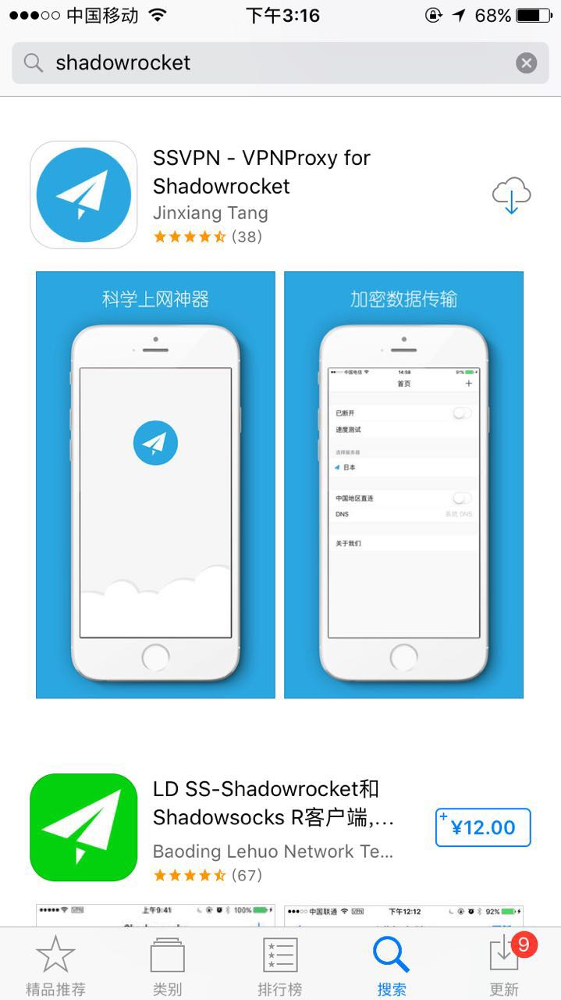 中国移动 下午3:16 68%
shadowrocket
SSVPN - VPNProxy for
Shadowrocket
Jinxiang Tang
(38)
科学上网神器
加密数据传输
中国电信 14:58 91%
首页 +
已断开
速度测试
选择服务器
日本
中国地区直连
DNS 系统 DNS
关于我们
LD SS-Shadowrocket和
Shadowsocks R客户端,...
+ ¥12.00
Baoding Lehuo Network Te...
(67)
VPN 上午9:41 100%
中国联通 VPN 下午12:12 92%
精品推荐 类别 排行榜 搜索 更新 9